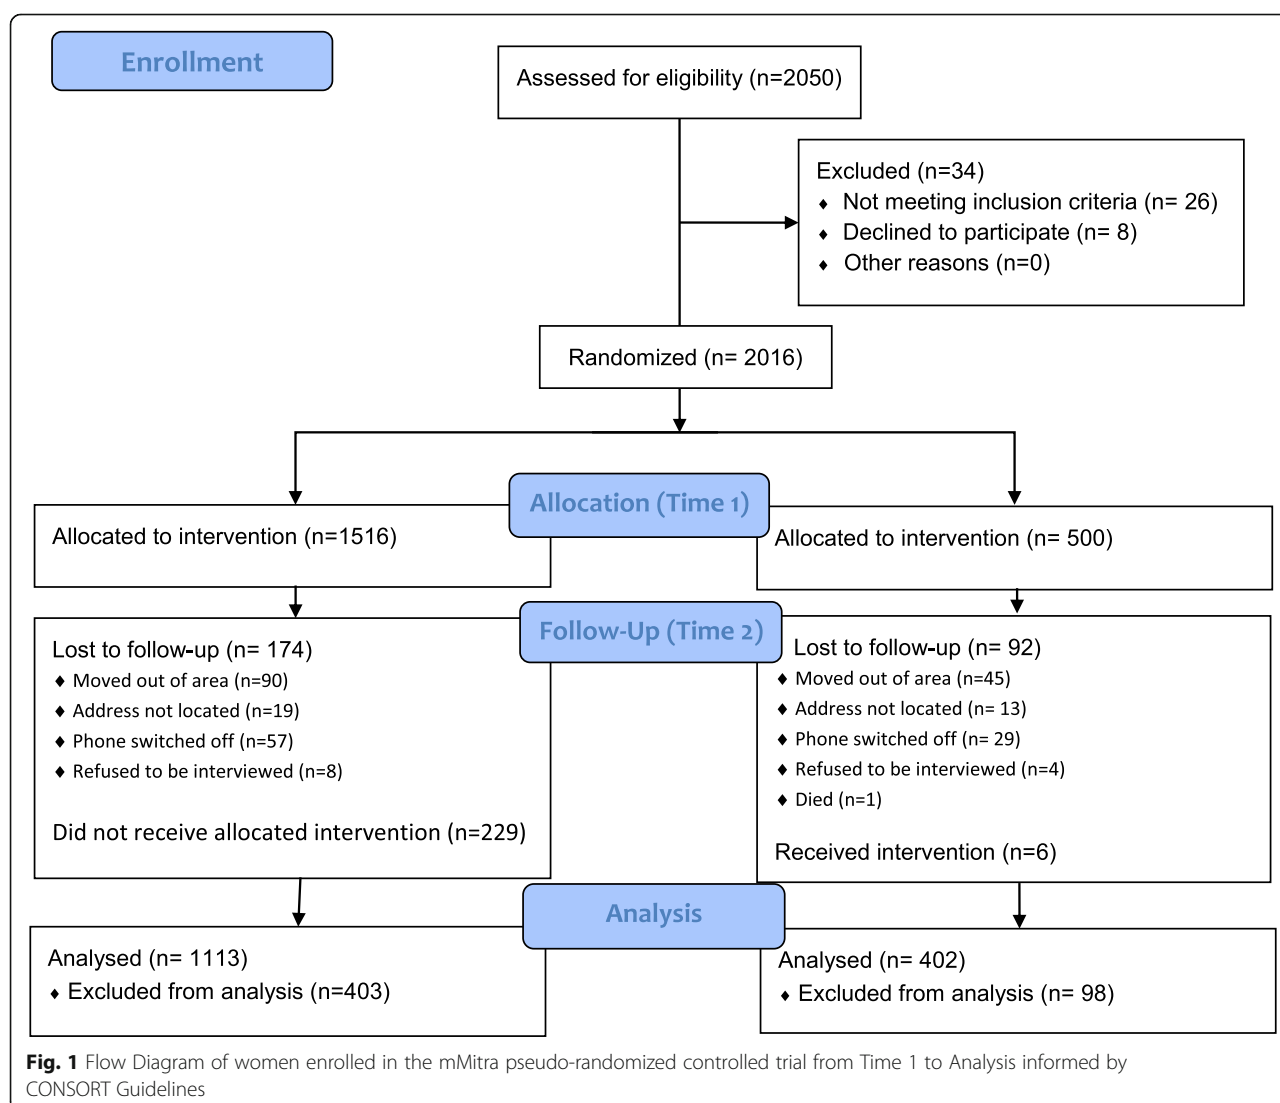 Enrollment
Assessed for eligibility (n=2050)
Excluded (n=34)
♦ Not meeting inclusion criteria (n= 26)
♦ Declined to participate (n= 8)
♦ Other reasons (n=0)
Randomized (n= 2016)
Allocation (Time 1)
Allocated to intervention (n=1516)
Allocated to intervention (n= 500)
Follow-Up (Time 2)
Lost to follow-up (n= 174)
♦ Moved out of area (n=90)
♦ Address not located (n=19)
♦ Phone switched off (n=57)
♦ Refused to be interviewed (n=8)
Did not receive allocated intervention (n=229)
Lost to follow-up (n= 92)
♦ Moved out of area (n=45)
♦ Address not located (n= 13)
♦ Phone switched off (n= 29)
♦ Refused to be interviewed (n=4)
♦ Died (n=1)
Received intervention (n=6)
Analysis
Analysed (n= 1113)
♦ Excluded from analysis (n=403)
Analysed (n= 402)
♦ Excluded from analysis (n= 98)
Fig. 1 Flow Diagram of women enrolled in the mMitra pseudo-randomized controlled trial from Time 1 to Analysis informed by
CONSORT Guidelines